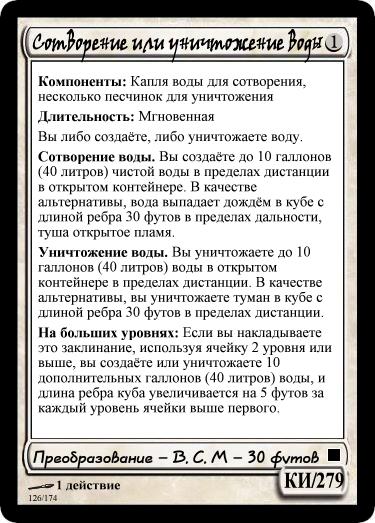 Сотворение или уничтожение воды 1
Компоненты: Капля воды для сотворения,
несколько песчинок для уничтожения
Длительность: Мгновенная
Вы либо создаёте, либо уничтожаете воду.
Сотворение воды. Вы создаёте до 10 галлонов
(40 литров) чистой воды в пределах дистанции
в открытом контейнере. В качестве
альтернативы, вода выпадает дождём в кубе с
длиной ребра 30 футов в пределах дальности,
туша открытое пламя.
Уничтожение воды. Вы уничтожаете до 10
галлонов (40 литров) воды в открытом
контейнере в пределах дистанции. В качестве
альтернативы, вы уничтожаете туман в кубе с
длиной ребра 30 футов в пределах дистанции.
На больших уровнях: Если вы накладываете
это заклинание, используя ячейку 2 уровня или
выше, вы создаёте или уничтожаете 10
дополнительных галлонов (40 литров) воды, и
длина ребра куба увеличивается на 5 футов за
каждый уровень ячейки выше первого.
Преобразование – В, С, М – 30 футов
КИ/279
1 действие
126/174